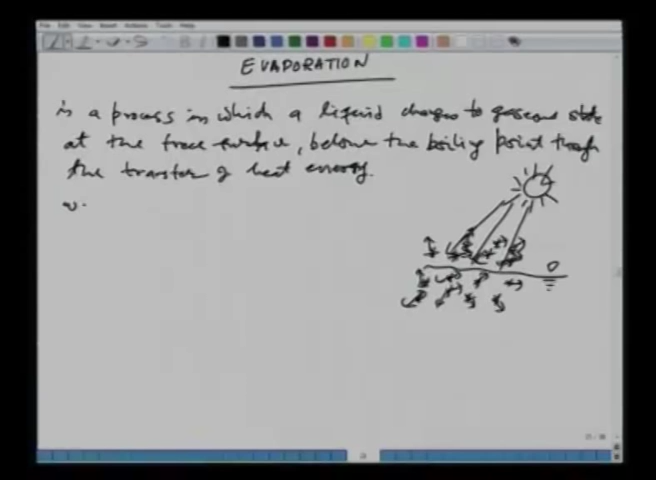 EVAPORATION
is a process in which a liquid changes to gaseous state
at the free surface, below the boiling point through
the transfer of heat energy.